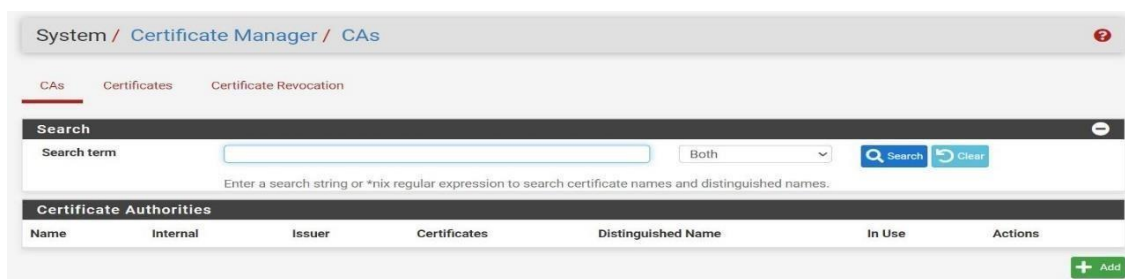 System / Certificate Manager / CAs
CAs Certificates Certificate Revocation
Search
Search term Both Search Clear
Enter a search string or *nix regular expression to search certificate names and distinguished names.
Certificate Authorities
Name Internal Issuer Certificates Distinguished Name In Use Actions
Add